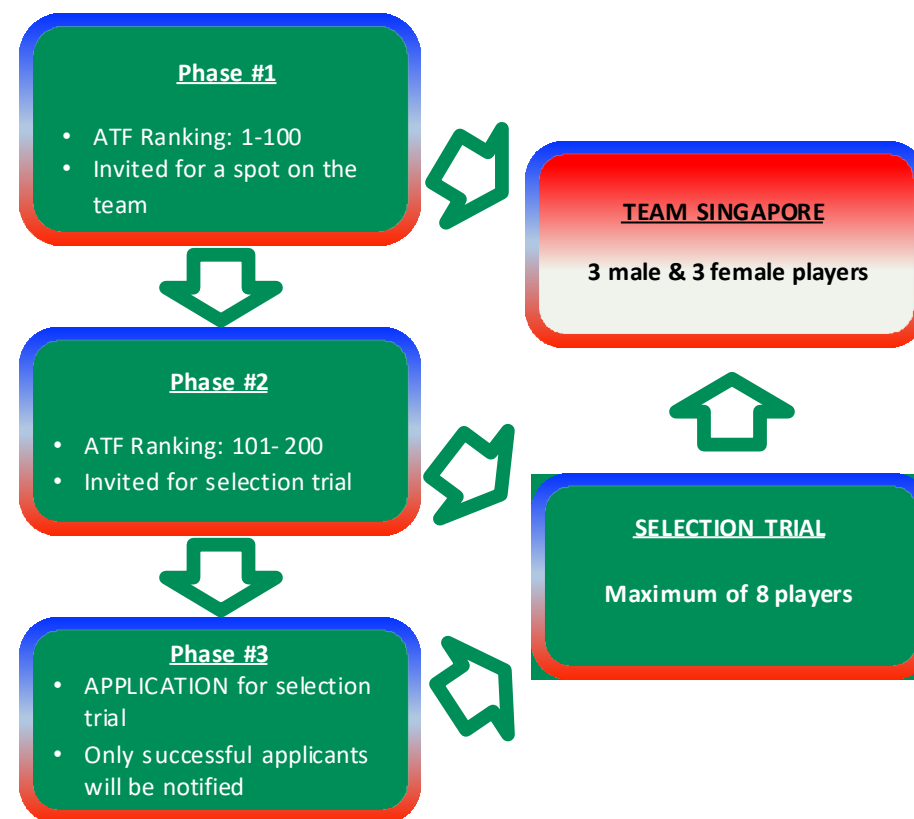 Phase #1
• ATF Ranking: 1-100
• Invited for a spot on the
team
TEAM SINGAPORE
3 male & 3 female players
Phase #2
• ATF Ranking: 101- 200
• Invited for selection trial
SELECTION TRIAL
Maximum of 8 players
Phase #3
• APPLICATION for selection
trial
• Only successful applicants
will be notified